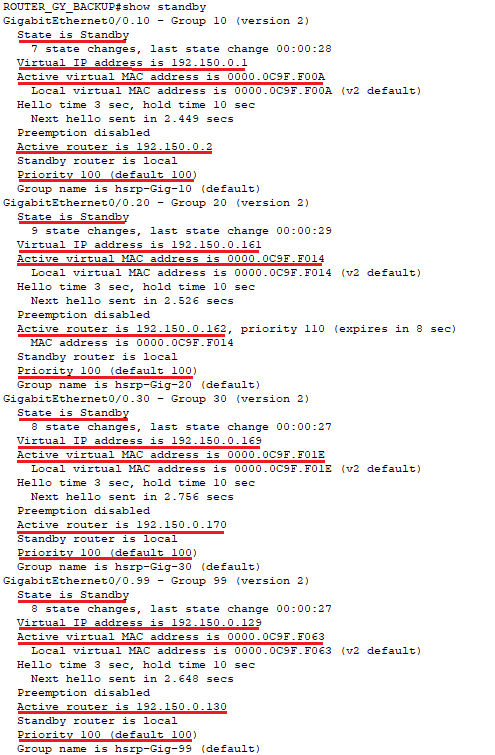 ROUTER_GY_BACKUP#show standby
GigabitEthernet0/0.10 - Group 10 (version 2)
State is Standby
7 state changes, last state change 00:00:28
Virtual IP address is 192.150.0.1
Active virtual MAC address is 0000.0C9F.F00A
Local virtual MAC address is 0000.0C9F.F00A (v2 default)
Hello time 3 sec, hold time 10 sec
Next hello sent in 2.449 secs
Preemption disabled
Active router is 192.150.0.2
Standby router is local
Priority 100 (default 100)
Group name is hsrp-Gig-10 (default)
GigabitEthernet0/0.20 - Group 20 (version 2)
State is Standby
9 state changes, last state change 00:00:29
Virtual IP address is 192.150.0.161
Active virtual MAC address is 0000.0C9F.F014
Local virtual MAC address is 0000.0C9F.F014 (v2 default)
Hello time 3 sec, hold time 10 sec
Next hello sent in 2.526 secs
Preemption disabled
Active router is 192.150.0.162, priority 110 (expires in 8 sec)
MAC address is 0000.0C9F.F014
Standby router is local
Priority 100 (default 100)
Group name is hsrp-Gig-20 (default)
GigabitEthernet0/0.30 - Group 30 (version 2)
State is Standby
8 state changes, last state change 00:00:27
Virtual IP address is 192.150.0.169
Active virtual MAC address is 0000.0C9F.F01E
Local virtual MAC address is 0000.0C9F.F01E (v2 default)
Hello time 3 sec, hold time 10 sec
Next hello sent in 2.756 secs
Preemption disabled
Active router is 192.150.0.170
Standby router is local
Priority 100 (default 100)
Group name is hsrp-Gig-30 (default)
GigabitEthernet0/0.99 - Group 99 (version 2)
State is Standby
8 state changes, last state change 00:00:27
Virtual IP address is 192.150.0.129
Active virtual MAC address is 0000.0C9F.F063
Local virtual MAC address is 0000.0C9F.F063 (v2 default)
Hello time 3 sec, hold time 10 sec
Next hello sent in 2.648 secs
Preemption disabled
Active router is 192.150.0.130
Standby router is local
Priority 100 (default 100)
Group name is hsrp-Gig-99 (default)